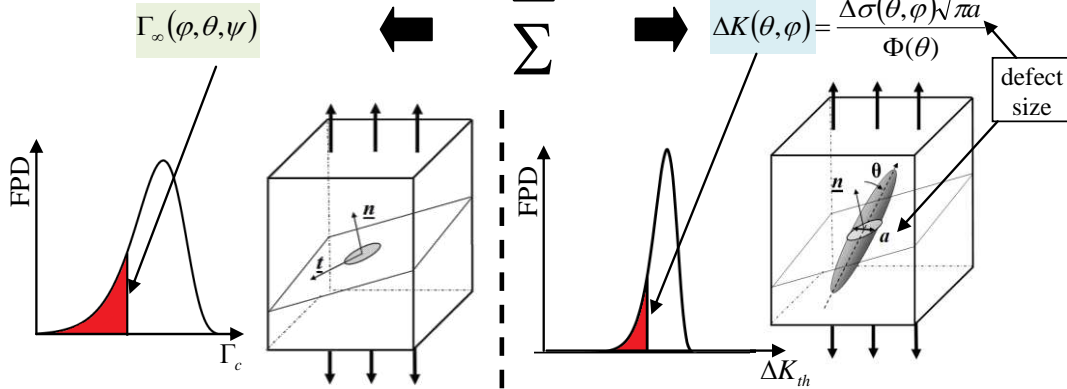 Γ∞(φ,θ,ψ)
Σ
ΔK(θ,φ) = Δσ(θ,φ)√πa / Φ(θ)
defect
size
FPD
n
t
Γc
FPD
θ
n
a
ΔKth